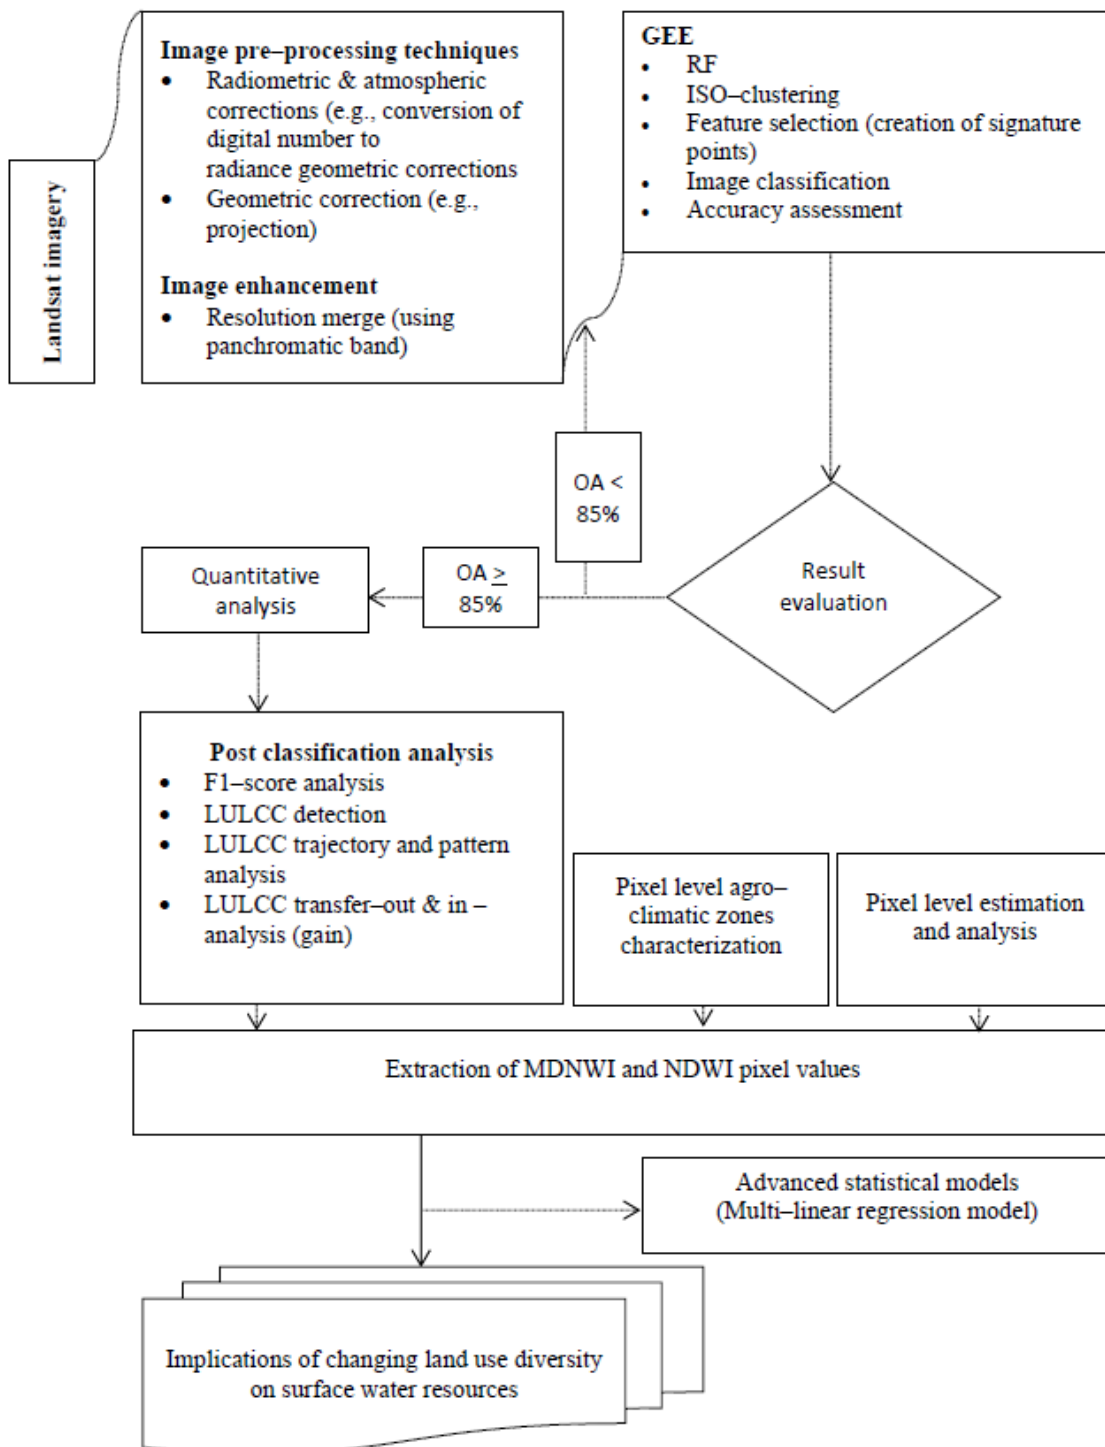 Landsat imagery
Image pre–processing techniques
• Radiometric & atmospheric
corrections (e.g., conversion of
digital number to
radiance geometric corrections
• Geometric correction (e.g.,
projection)
Image enhancement
• Resolution merge (using
panchromatic band)
GEE
• RF
• ISO–clustering
• Feature selection (creation of signature
points)
• Image classification
• Accuracy assessment
OA <
85%
Result
evaluation
OA ≥
85%
Quantitative
analysis
Post classification analysis
• F1–score analysis
• LULCC detection
• LULCC trajectory and pattern
analysis
• LULCC transfer–out & in –
analysis (gain)
Pixel level agro–
climatic zones
characterization
Pixel level estimation
and analysis
Extraction of MDNWI and NDWI pixel values
Advanced statistical models
(Multi–linear regression model)
Implications of changing land use diversity
on surface water resources